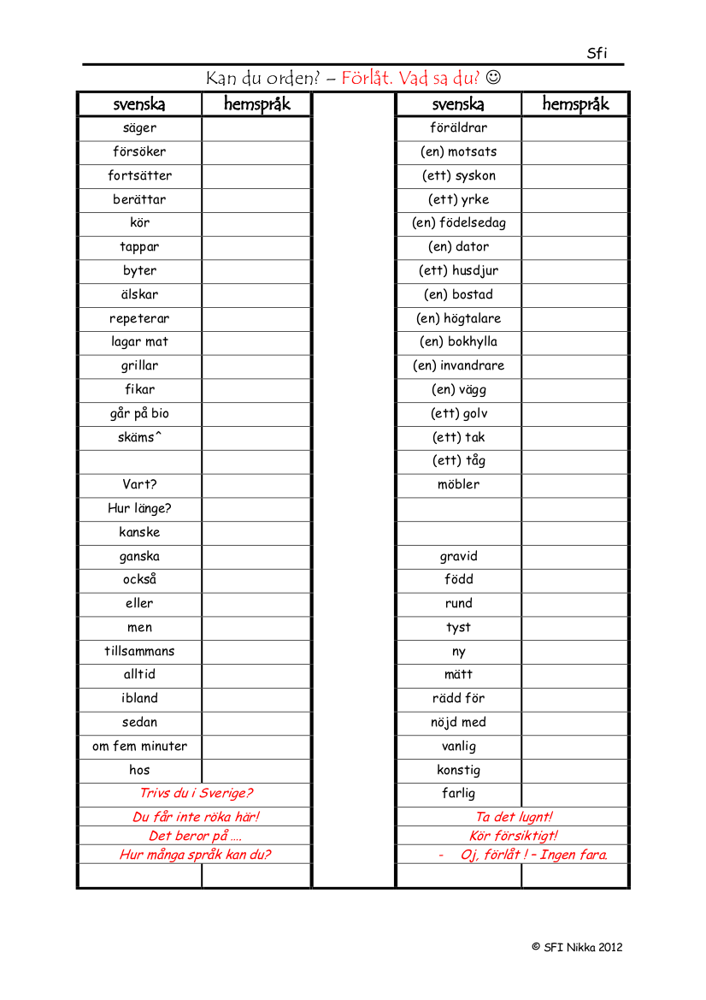 Sfi
Kan du orden? – Förlåt. Vad sa du? ☺
svenska hemspråk
säger
försöker
fortsätter
berättar
kör
tappar
byter
älskar
repeterar
lagar mat
grillar
fikar
går på bio
skäms^
Vart?
Hur länge?
kanske
ganska
också
eller
men
tillsammans
alltid
ibland
sedan
om fem minuter
hos
Trivs du i Sverige?
Du får inte röka här!
Det beror på ....
Hur många språk kan du?
svenska hemspråk
föräldrar
(en) motsats
(ett) syskon
(ett) yrke
(en) födelsedag
(en) dator
(ett) husdjur
(en) bostad
(en) högtalare
(en) bokhylla
(en) invandrare
(en) vägg
(ett) golv
(ett) tak
(ett) tåg
möbler
gravid
född
rund
tyst
ny
mätt
rädd för
nöjd med
vanlig
konstig
farlig
Ta det lugnt!
Kör försiktigt!
- Oj, förlåt ! – Ingen fara.
© SFI Nikka 2012